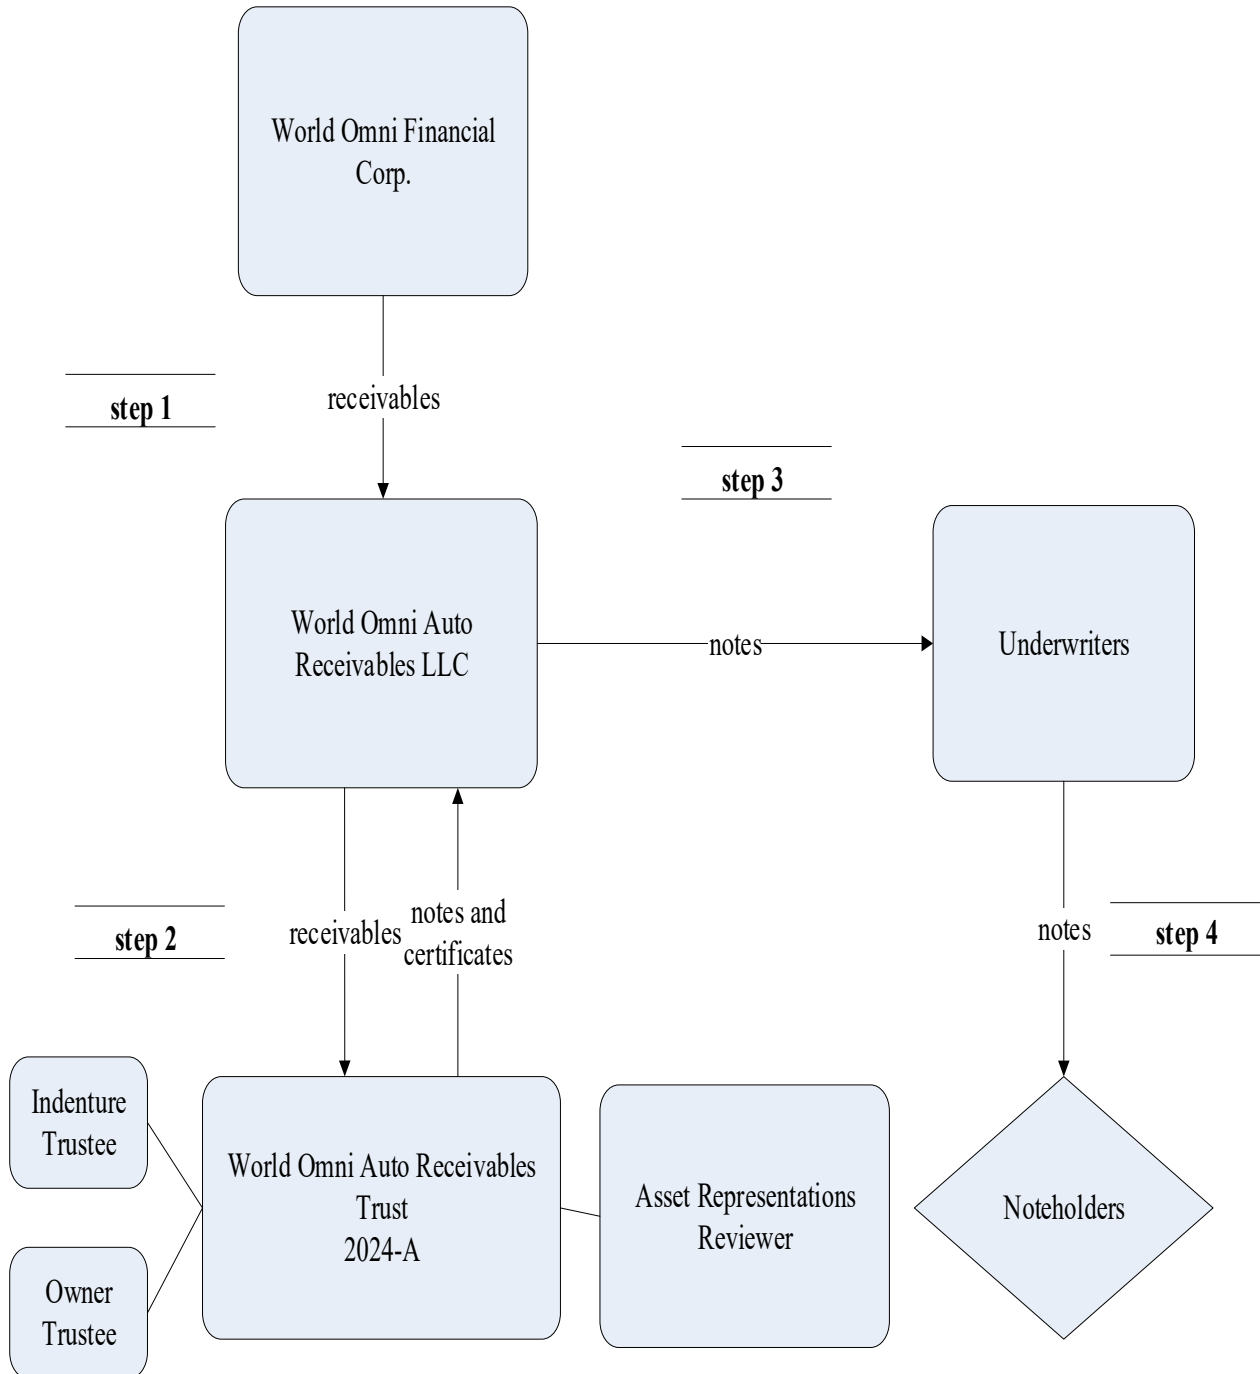 World Omni Financial
Corp.
step 1
receivables
step 3
World Omni Auto
Receivables LLC
notes
Underwriters
step 2
receivables
notes and
certificates
notes
step 4
Indenture
Trustee
Owner
Trustee
World Omni Auto Receivables
Trust
2024-A
Asset Representations
Reviewer
Noteholders